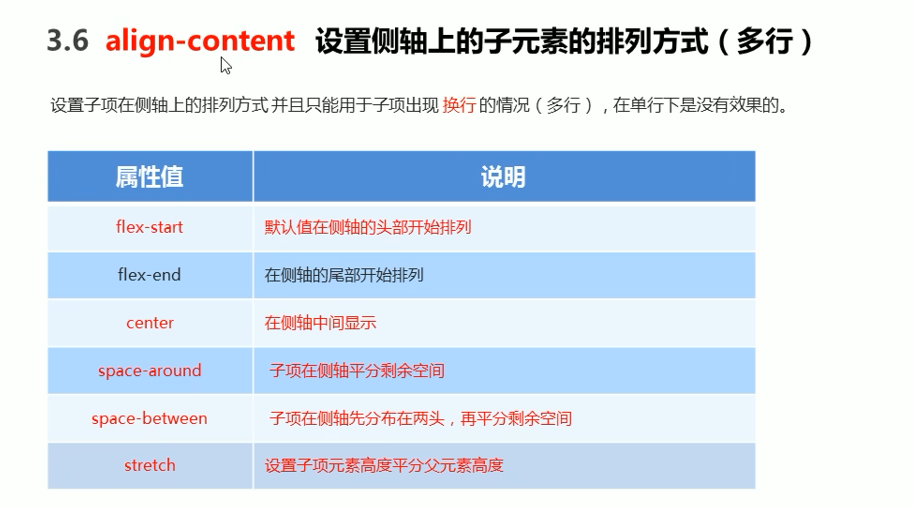 3.6 align-content 设置侧轴上的子元素的排列方式（多行）
设置子项在侧轴上的排列方式 并且只能用于子项出现 换行 的情况（多行），在单行下是没有效果的。
属性值 说明
flex-start 默认值在侧轴的头部开始排列
flex-end 在侧轴的尾部开始排列
center 在侧轴中间显示
space-around 子项在侧轴平分剩余空间
space-between 子项在侧轴先分布在两头，再平分剩余空间
stretch 设置子项元素高度平分父元素高度